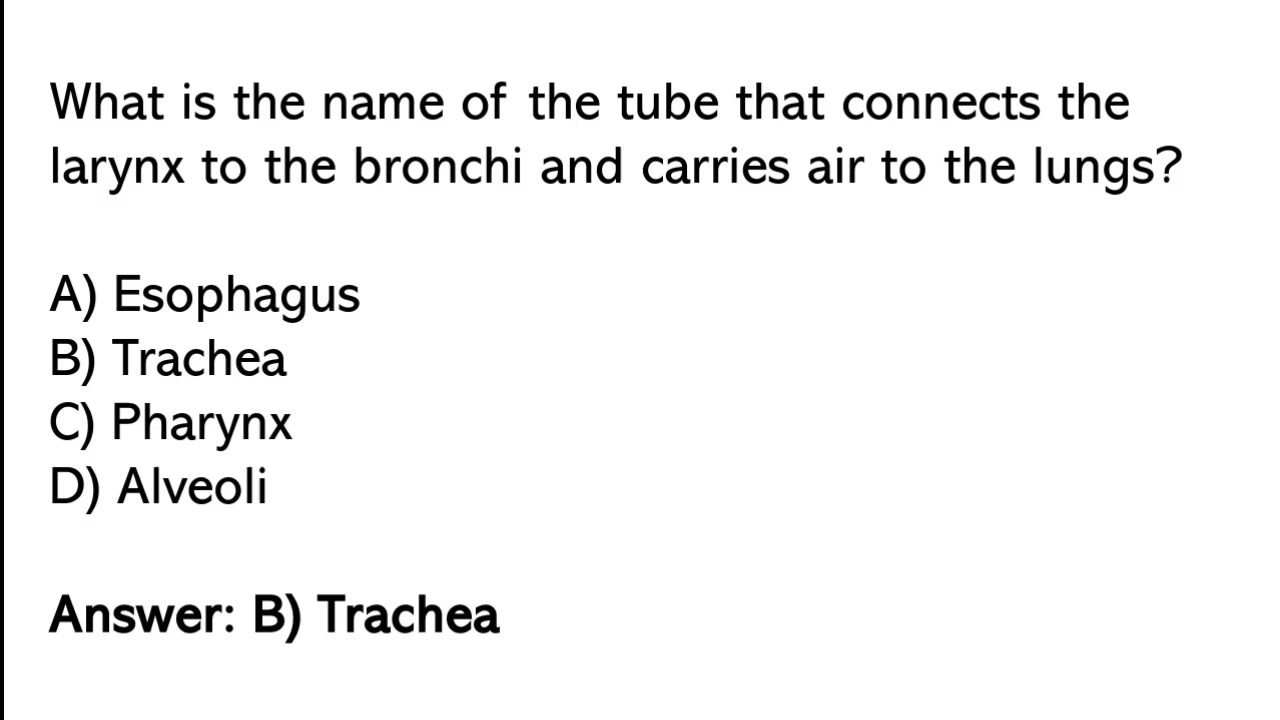 What is the name of the tube that connects the
larynx to the bronchi and carries air to the lungs?
A) Esophagus
B) Trachea
C) Pharynx
D) Alveoli
Answer: B) Trachea